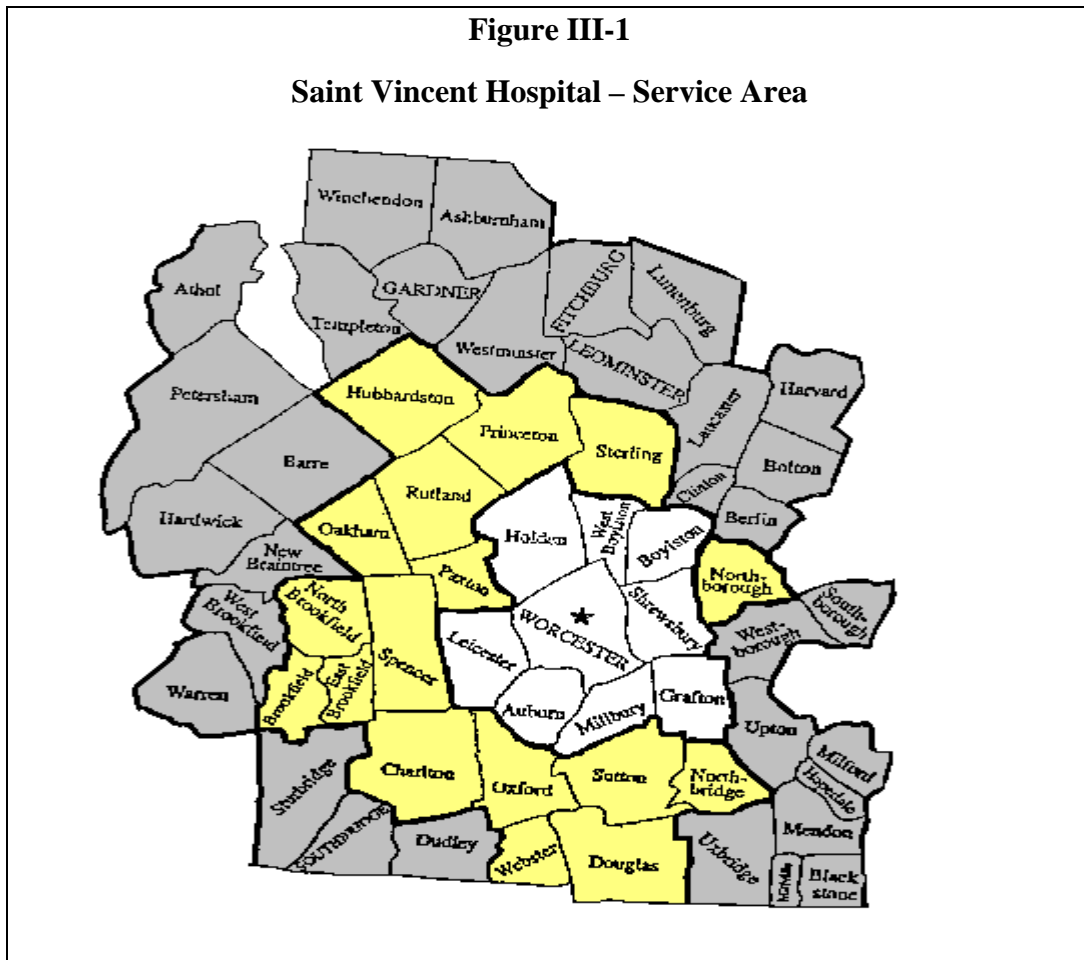 Figure III-1
Saint Vincent Hospital – Service Area
Winchendon
Ashburnham
Athol
GARDNER
Templeton
FITCHBURG
Lunenburg
Westminster
LEOMINSTER
Petersham
Hubbardston
Lancaster
Harvard
Princeton
Sterling
Barre
Bolton
Clinton
Rutland
Berlin
Hardwick
Oakham
Holden
West
Boylston
Boylston
New
Braintree
Paxton
North-
borough
North
Brookfield
West
Brookfield
WORCESTER
Shrewsbury
South-
borough
West-
borough
Leicester
Spencer
Warren
Brookfield
East
Brookfield
Auburn
Millbury
Grafton
Upton
Milford
Charlton
Oxford
Sutton
North-
bridge
Hopedale
Sturbridge
SOUTHBRIDGE
Dudley
Webster
Douglas
Uxbridge
Mendon
Black
stone